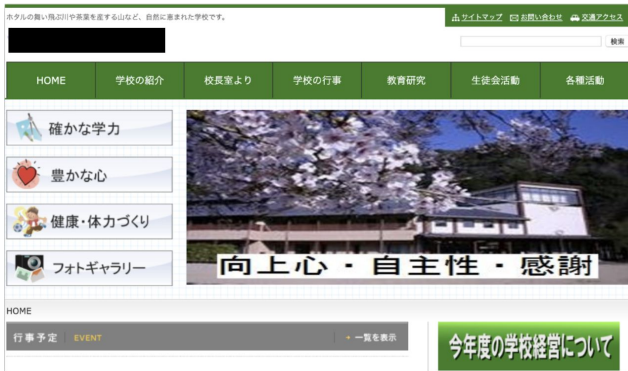 ホタルの舞い飛ぶ川や茶葉を産する山など、自然に恵まれた学校です。
サイトマップ お問い合わせ 交通アクセス
検索
HOME 学校の紹介 校長室より 学校の行事 教育研究 生徒会活動 各種活動
確かな学力
豊かな心
健康・体力づくり
フォトギャラリー
向上心・自主性・感謝
HOME
行事予定 EVENT 一覧を表示
今年度の学校経営について